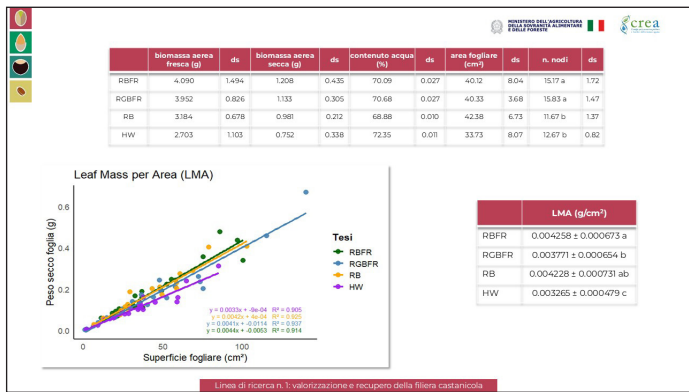 MINISTERO DELL'AGRICOLTURA
DELLA SOVRANITÀ ALIMENTARE
E DELLE FORESTE
crea
biomassa aerea fresca (g) ds biomassa aerea secca (g) ds contenuto acqua (%) ds area fogliare (cm²) ds n. nodi ds
RBFR 4.090 1.494 1.208 0.435 70.09 0.027 40.12 8.04 15.17 a 1.72
RGBFR 3.952 0.826 1.133 0.305 70.68 0.027 40.33 3.68 15.83 a 1.47
RB 3.184 0.678 0.981 0.212 68.88 0.010 42.38 6.73 11.67 b 1.37
HW 2.703 1.103 0.752 0.338 72.35 0.011 33.73 8.07 12.67 b 0.82
Leaf Mass per Area (LMA)
Peso secco foglia (g)
0.6
0.4
0.2
0.0
0 50 100
Superficie fogliare (cm²)
y = 0.0033x + -9e-04 R² = 0.905
y = 0.0042x + 4e-04 R² = 0.925
y = 0.0041x + -0.0114 R² = 0.937
y = 0.0044x + -0.0053 R² = 0.914
Tesi
RBFR
RGBFR
RB
HW
LMA (g/cm²)
RBFR 0.004258 ± 0.000673 a
RGBFR 0.003771 ± 0.000654 b
RB 0.004228 ± 0.000731 ab
HW 0.003265 ± 0.000479 c
Linea di ricerca n. 1: valorizzazione e recupero della filiera castanicola